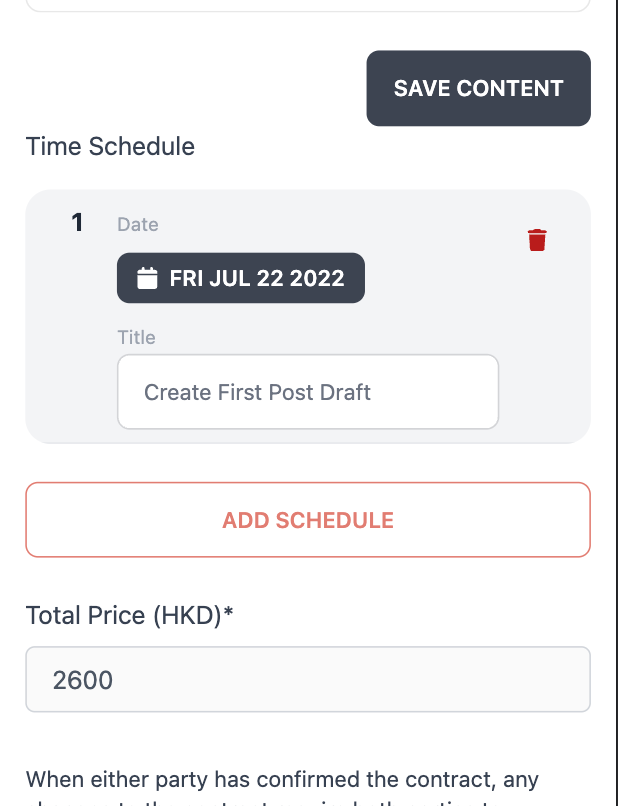 SAVE CONTENT
Time Schedule
1
Date
FRI JUL 22 2022
Title
Create First Post Draft
ADD SCHEDULE
Total Price (HKD)*
2600
When either party has confirmed the contract, any